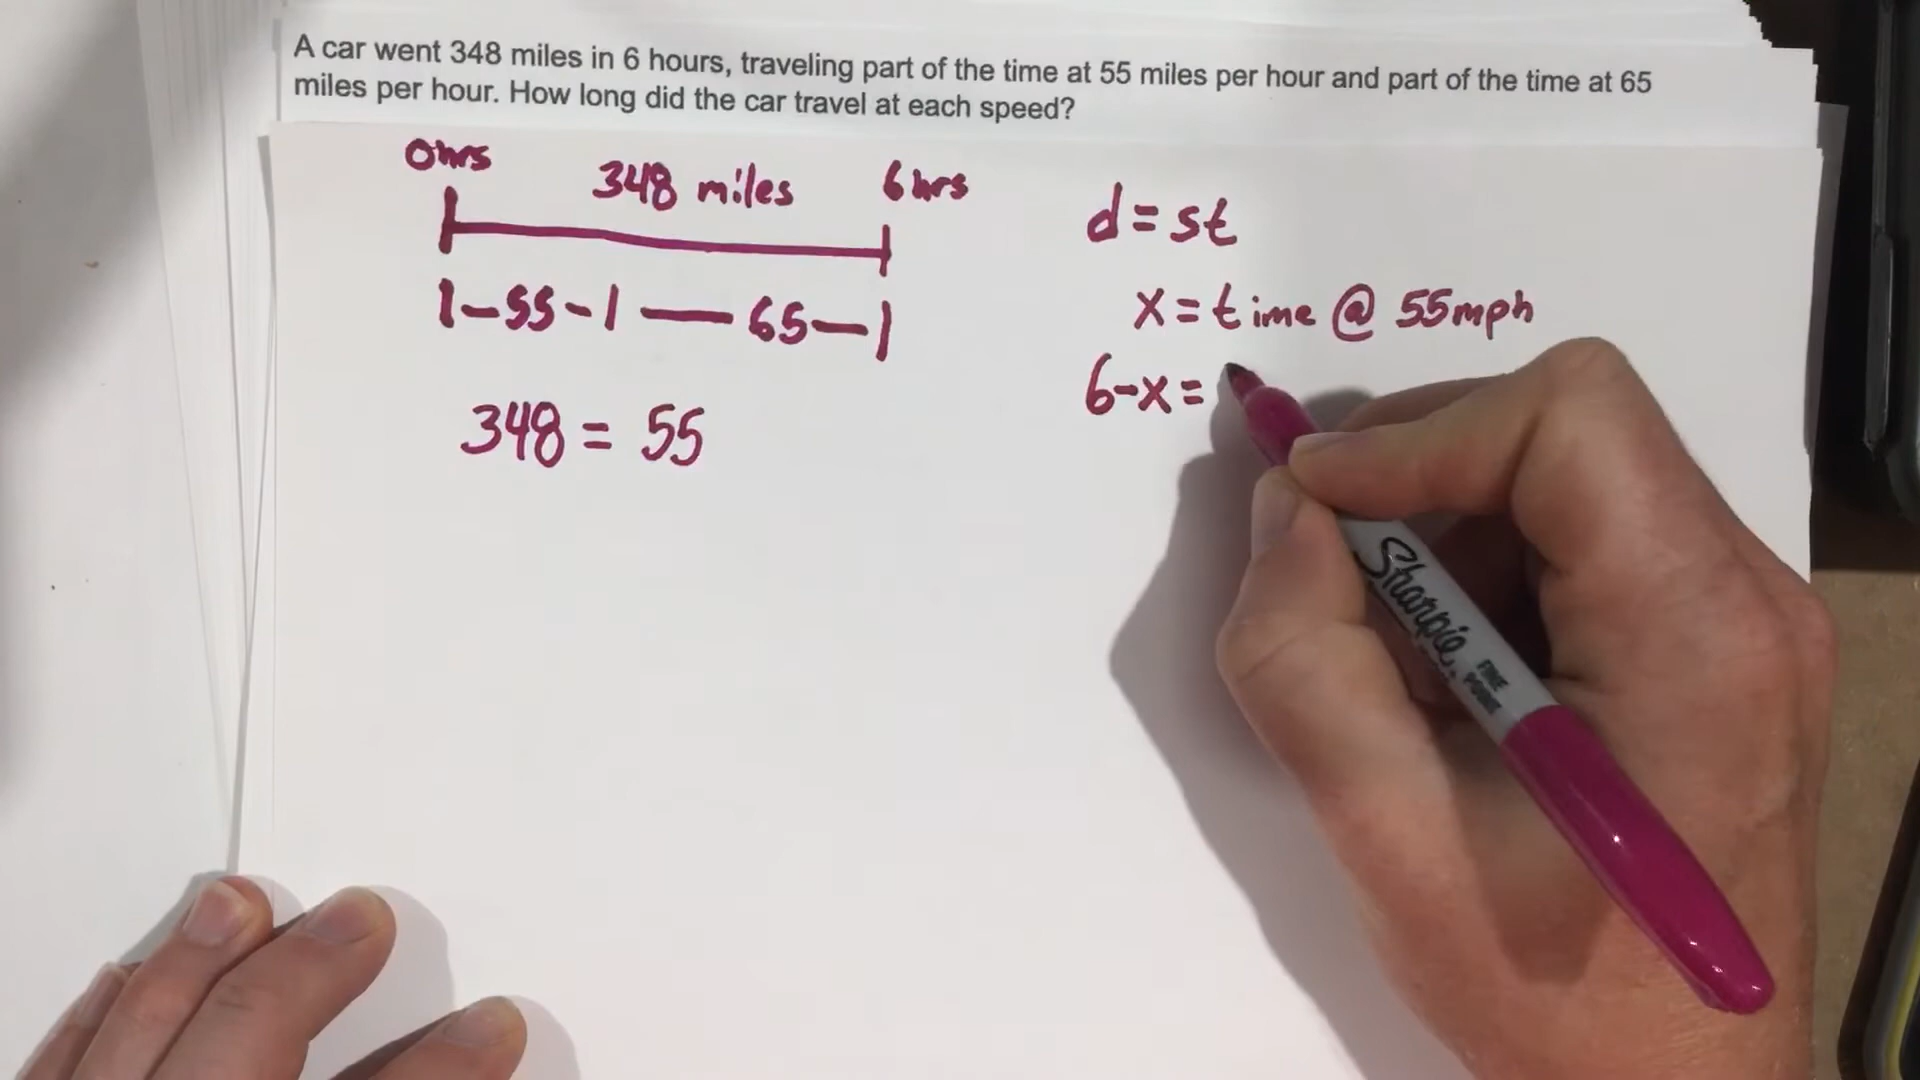 A car went 348 miles in 6 hours, traveling part of the time at 55 miles per hour and part of the time at 65
miles per hour. How long did the car travel at each speed?
0hrs
348 miles
6hrs
|-55-| — 65-|
348 = 55
d=st
x=time @ 55mph
6-x=
Sharpie
FINE
POINT